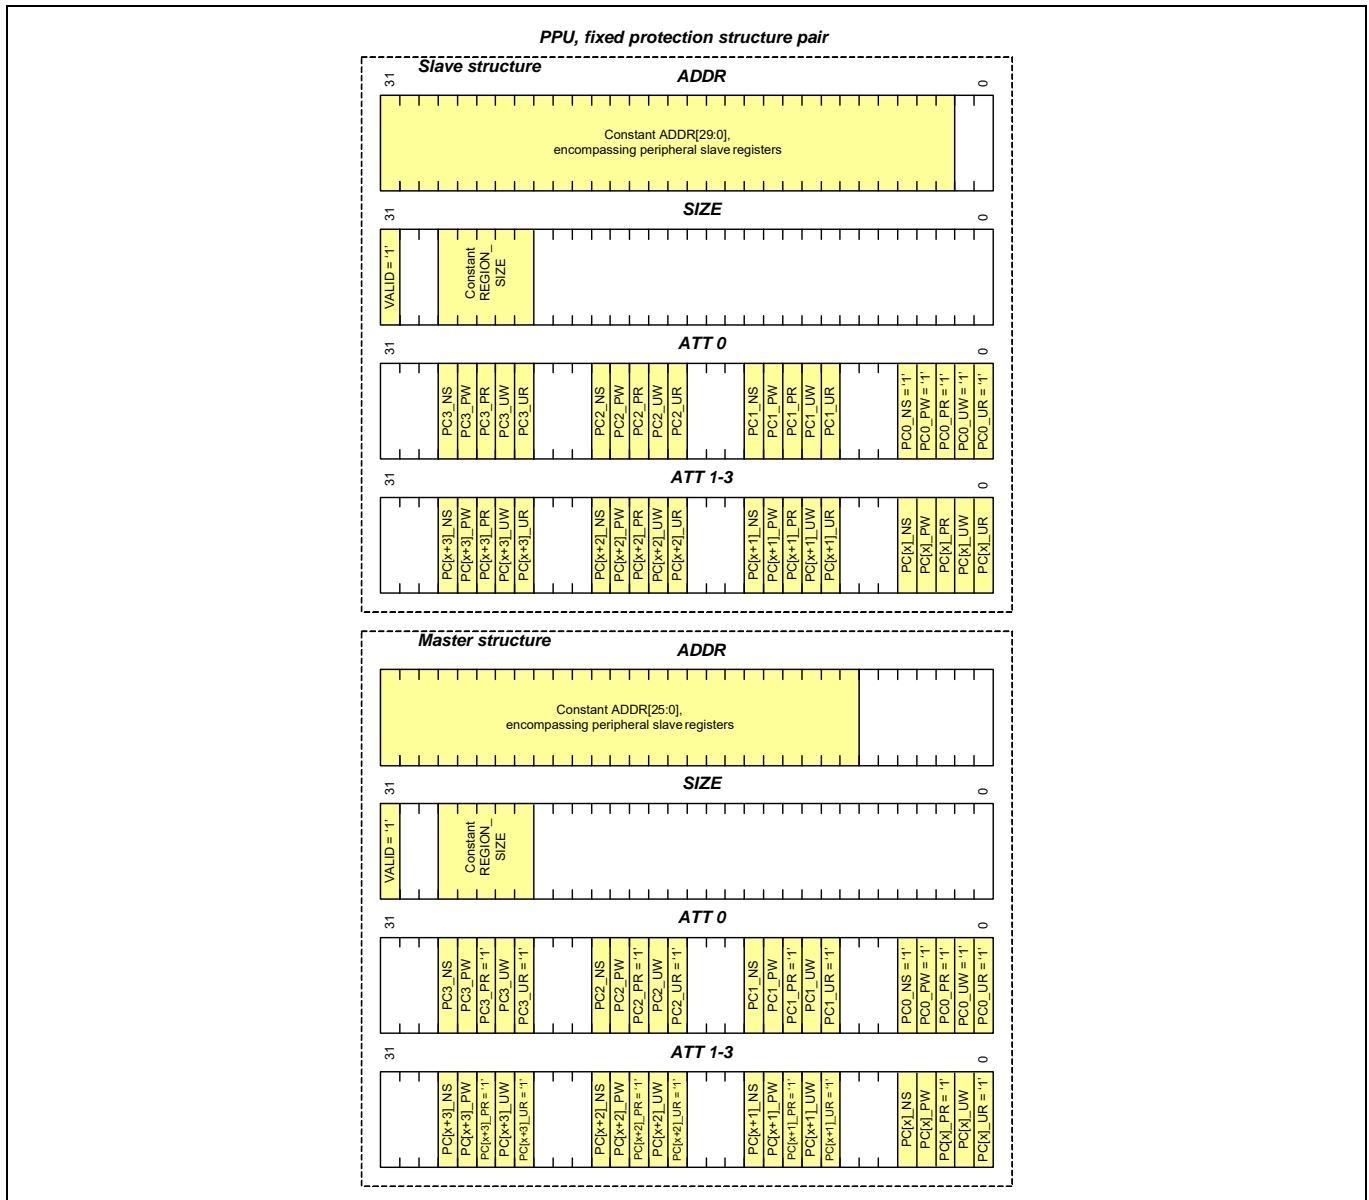 PPU, fixed protection structure pair
Slave structure
ADDR
31
0
Constant ADDR[29:0],
encompassing peripheral slave registers
SIZE
31
0
VALID = '1'
Constant
REGION_
SIZE
ATT 0
31
0
PC3_NS
PC3_PW
PC3_PR
PC3_UW
PC3_UR
PC2_NS
PC2_PW
PC2_PR
PC2_UW
PC2_UR
PC1_NS
PC1_PW
PC1_PR
PC1_UW
PC1_UR
PC0_NS = '1'
PC0_PW = '1'
PC0_PR = '1'
PC0_UW = '1'
PC0_UR = '1'
ATT 1-3
31
0
PC[x+3]_NS
PC[x+3]_PW
PC[x+3]_PR
PC[x+3]_UW
PC[x+3]_UR
PC[x+2]_NS
PC[x+2]_PW
PC[x+2]_PR
PC[x+2]_UW
PC[x+2]_UR
PC[x+1]_NS
PC[x+1]_PW
PC[x+1]_PR
PC[x+1]_UW
PC[x+1]_UR
PC[x]_NS
PC[x]_PW
PC[x]_PR
PC[x]_UW
PC[x]_UR
Master structure
ADDR
Constant ADDR[25:0],
encompassing peripheral slave registers
SIZE
31
0
VALID = '1'
Constant
REGION_
SIZE
ATT 0
31
0
PC3_NS
PC3_PW
PC3_PR = '1'
PC3_UW
PC3_UR = '1'
PC2_NS
PC2_PW
PC2_PR = '1'
PC2_UW
PC2_UR = '1'
PC1_NS
PC1_PW
PC1_PR = '1'
PC1_UW
PC1_UR = '1'
PC0_NS = '1'
PC0_PW = '1'
PC0_PR = '1'
PC0_UW = '1'
PC0_UR = '1'
ATT 1-3
31
0
PC[x+3]_NS
PC[x+3]_PW
PC[x+3]_PR = '1'
PC[x+3]_UW
PC[x+3]_UR = '1'
PC[x+2]_NS
PC[x+2]_PW
PC[x+2]_PR = '1'
PC[x+2]_UW
PC[x+2]_UR = '1'
PC[x+1]_NS
PC[x+1]_PW
PC[x+1]_PR = '1'
PC[x+1]_UW
PC[x+1]_UR = '1'
PC[x]_NS
PC[x]_PW
PC[x]_PR = '1'
PC[x]_UW
PC[x]_UR = '1'